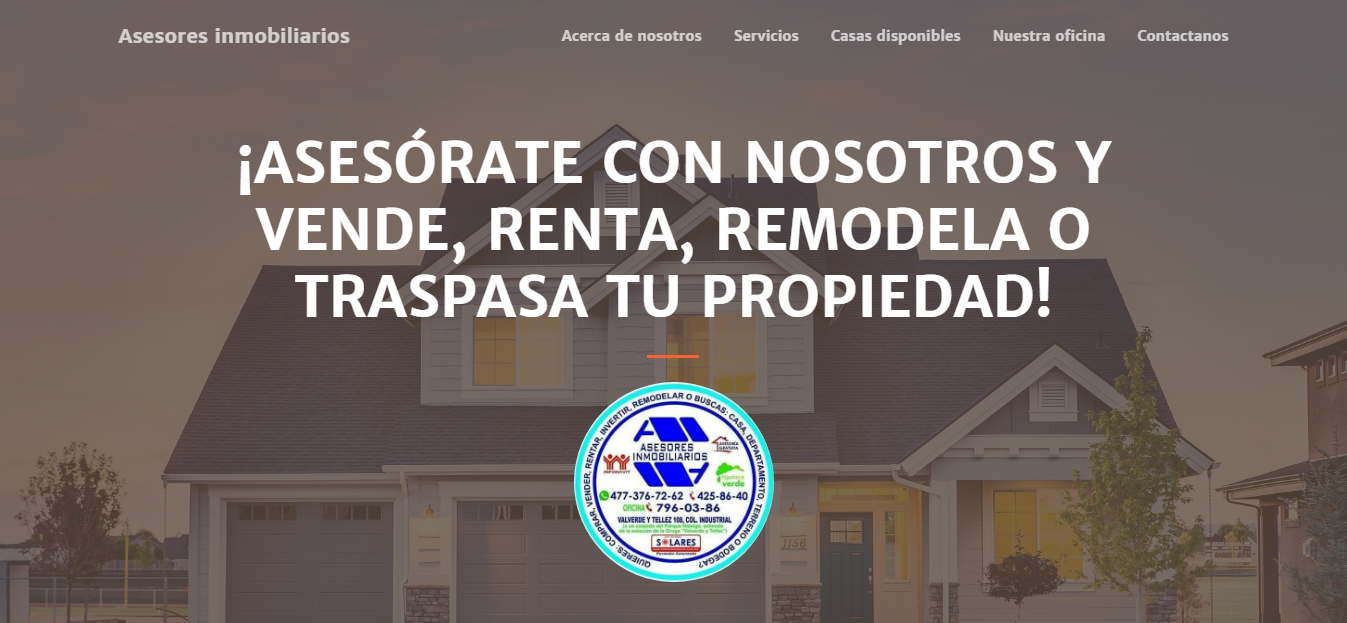 Asesores inmobiliarios
Acerca de nosotros
Servicios
Casas disponibles
Nuestra oficina
Contactanos
¡ASESÓRATE CON NOSOTROS Y
VENDE, RENTA, REMODELA O
TRASPASA TU PROPIEDAD!
QUIERES: COMPRAR, VENDER, RENTAR, INVERTIR, REMODELAR O BUSCAS: CASA, DEPARTAMENTO, TERRENO O BODEGA?
ASESORES
INMOBILIARIOS
ASESORÍA
GRATUITA
verde
477-376-72-62 425-86-40
OFICINA 796-03-86
VALVERDE Y TELLEZ 108, COL. INDUSTRIAL
SOLARES
1156